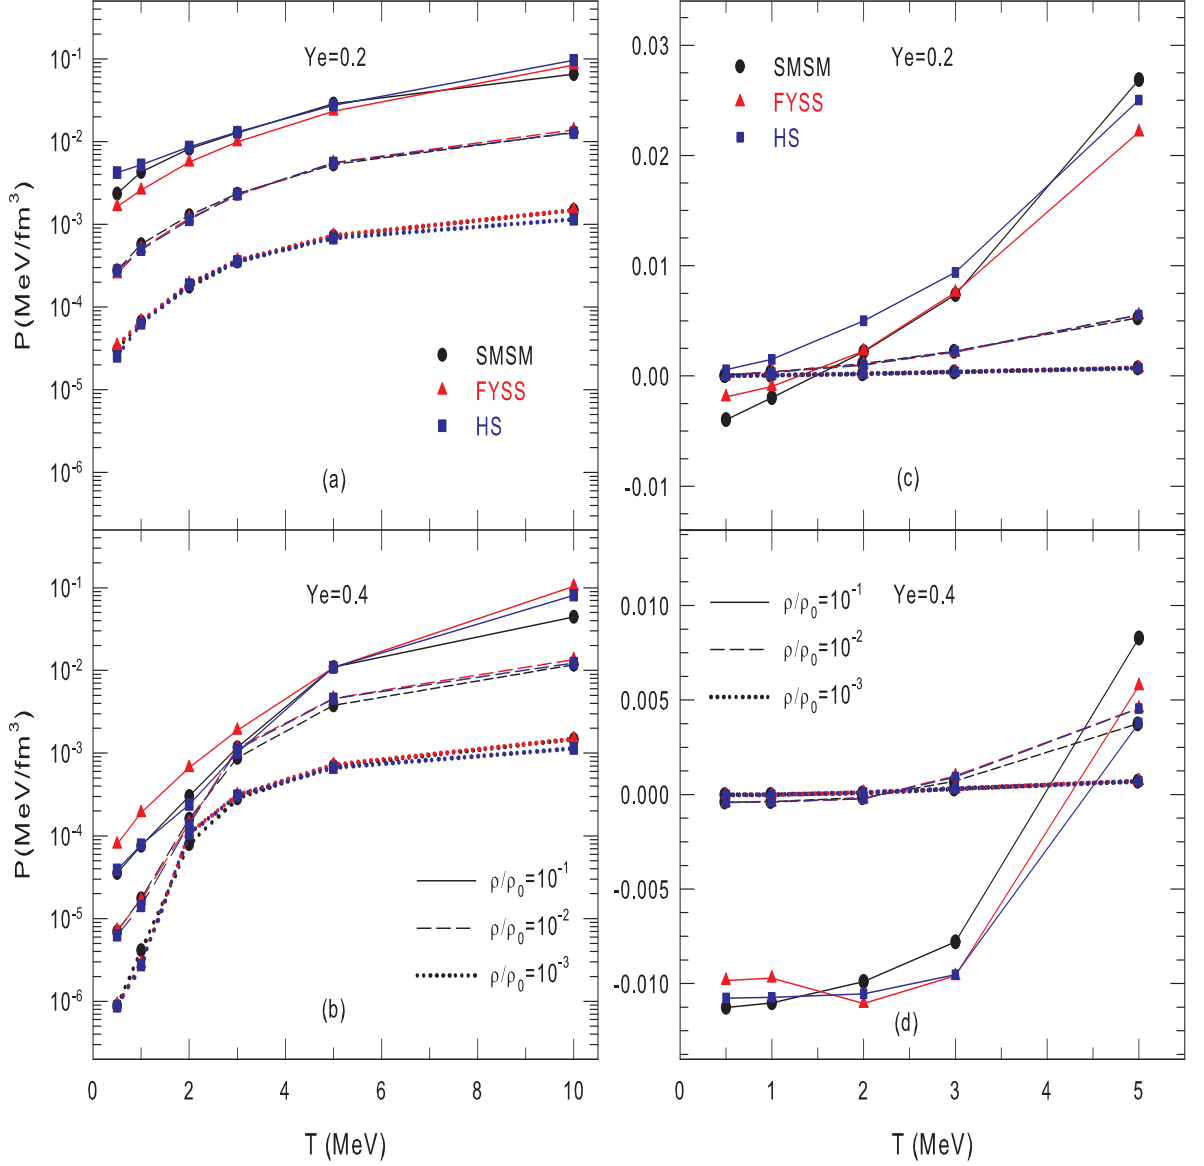 Ye=0.2
10⁻¹
10⁻²
10⁻³
10⁻⁴
10⁻⁵
10⁻⁶
P(MeV/fm³)
SMSM
FYSS
HS
(a)
Ye=0.2
0.03
0.02
0.01
0.00
-0.01
SMSM
FYSS
HS
(c)
Ye=0.4
10⁻¹
10⁻²
10⁻³
10⁻⁴
10⁻⁵
10⁻⁶
P(MeV/fm³)
ρ/ρ₀=10⁻¹
ρ/ρ₀=10⁻²
ρ/ρ₀=10⁻³
(b)
0 2 4 6 8 10
T (MeV)
Ye=0.4
0.010
0.005
0.000
-0.005
-0.010
ρ/ρ₀=10⁻¹
ρ/ρ₀=10⁻²
ρ/ρ₀=10⁻³
(d)
0 1 2 3 4 5
T (MeV)